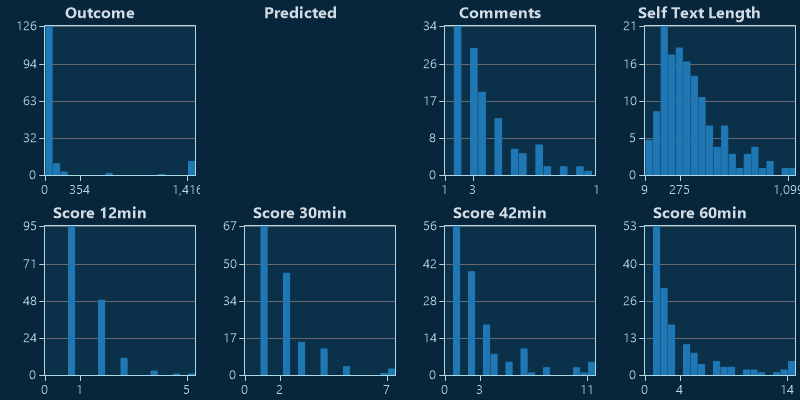 Outcome
126
94
63
32
0
0 354 1,416
Predicted
Comments
34
26
17
8
0
1 3 1
Self Text Length
21
16
10
5
0
9 275 1,099
Score 12min
95
71
48
24
0
0 1 5
Score 30min
67
50
34
17
0
0 2 7
Score 42min
56
42
28
14
0
0 3 11
Score 60min
53
40
26
13
0
0 4 14